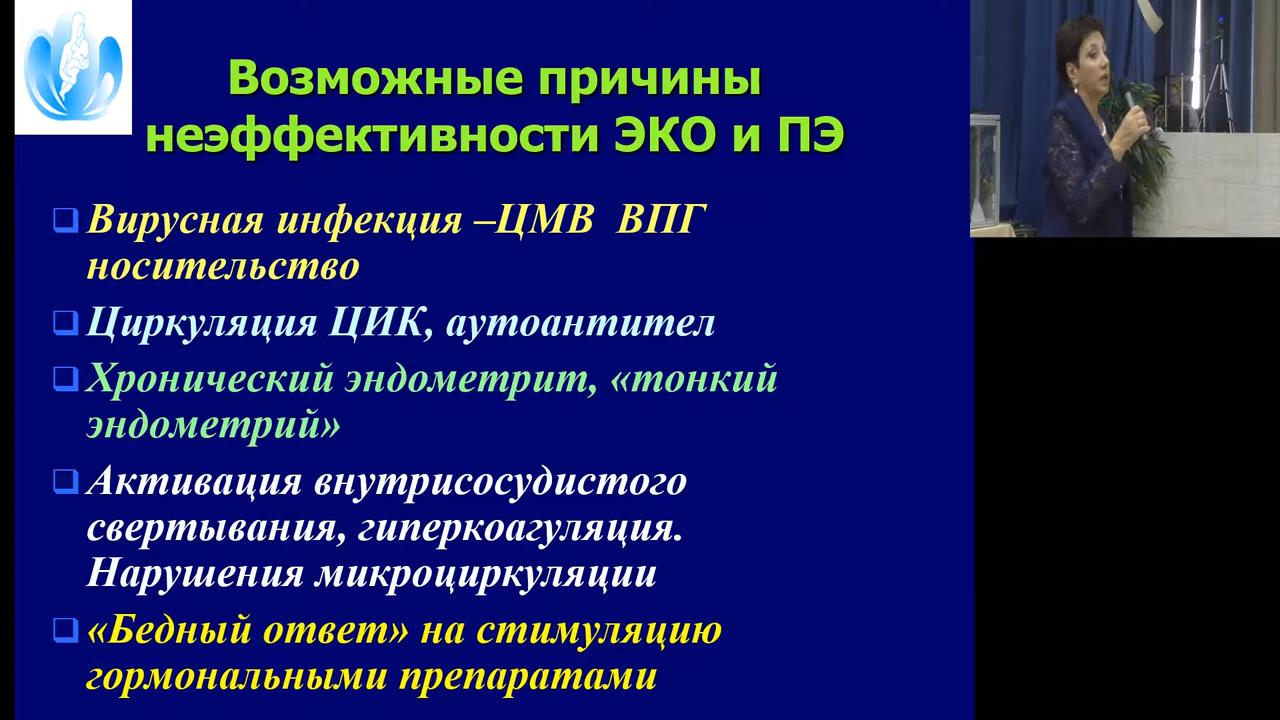 Возможные причины
неэффективности ЭКО и ПЭ
Вирусная инфекция –ЦМВ ВПГ
носительство
Циркуляция ЦИК, аутоантител
Хронический эндометрит, «тонкий
эндометрий»
Активация внутрисосудистого
свертывания, гиперкоагуляция.
Нарушения микроциркуляции
«Бедный ответ» на стимуляцию
гормональными препаратами